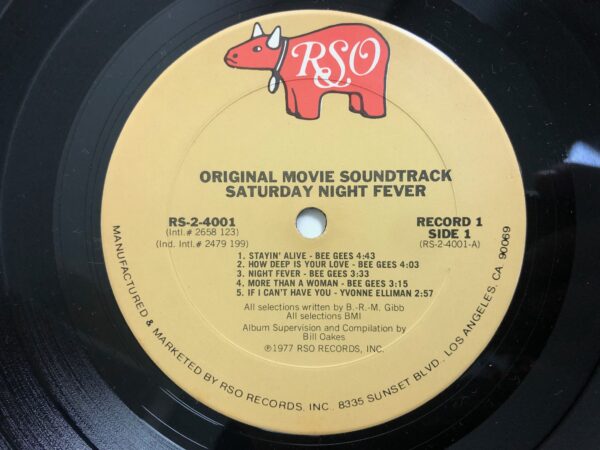 RSO
ORIGINAL MOVIE SOUNDTRACK
SATURDAY NIGHT FEVER
RS-2-4001
(Intl.# 2658 123)
(Ind. Intl.# 2479 199)
RECORD 1
SIDE 1
(RS-2-4001-A)
1. STAYIN' ALIVE - BEE GEES 4:43
2. HOW DEEP IS YOUR LOVE - BEE GEES 4:03
3. NIGHT FEVER - BEE GEES 3:33
4. MORE THAN A WOMAN - BEE GEES 3:15
5. IF I CAN'T HAVE YOU - YVONNE ELLIMAN 2:57
All selections written by B.-R.-M. Gibb
All selections BMI
Album Supervision and Compilation by
Bill Oakes
℗1977 RSO RECORDS, INC.
MANUFACTURED & MARKETED BY RSO RECORDS, INC., 8335 SUNSET BLVD., LOS ANGELES, CA. 90069